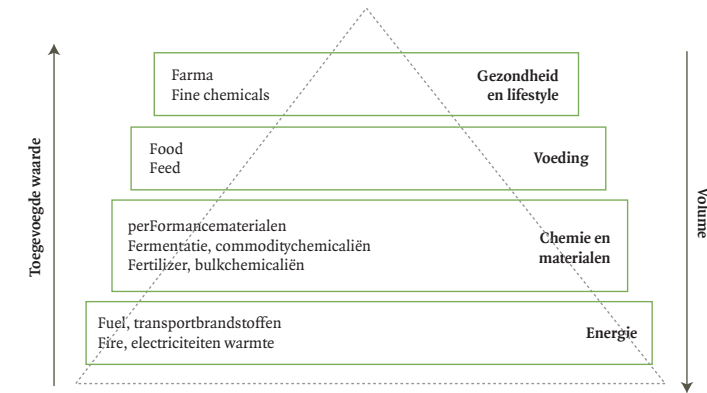 Toegevoegde waarde
Farma
Fine chemicals
Gezondheid
en lifestyle
Food
Feed
Voeding
perFormancematerialen
Fermentatie, commoditychemicaliën
Fertilizer, bulkchemicaliën
Chemie en
materialen
Fuel, transportbrandstoffen
Fire, electriciteiten warmte
Energie
Volume